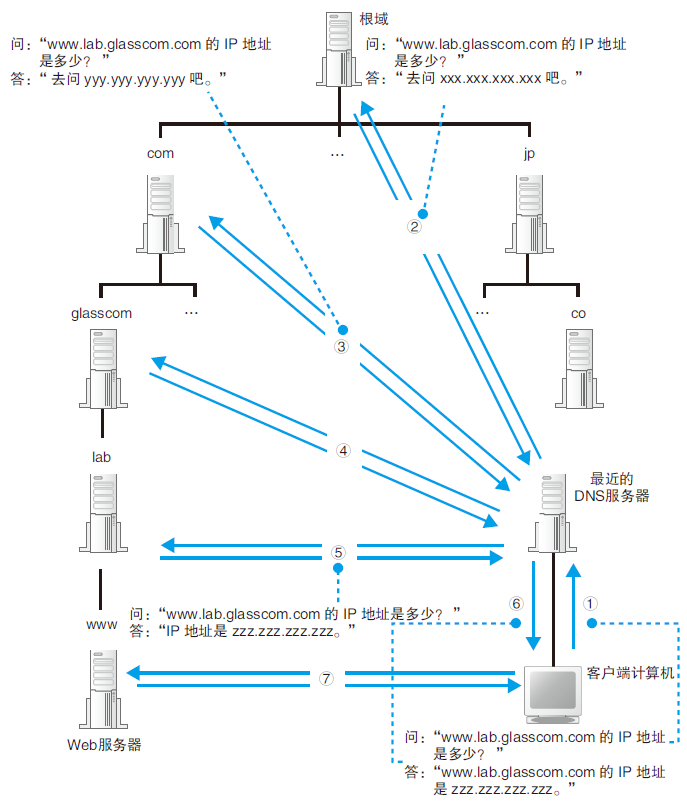 根域
问：“www.lab.glasscom.com 的 IP 地址
是多少？”
答：“去问 yyy.yyy.yyy.yyy 吧。”
问：“www.lab.glasscom.com 的 IP 地址
是多少？”
答：“去问 xxx.xxx.xxx.xxx 吧。”
com
…
jp
②
glasscom
…
…
co
③
④
lab
最近的
DNS服务器
⑤
问：“www.lab.glasscom.com 的 IP 地址是多少？”
答：“IP 地址是 zzz.zzz.zzz.zzz。”
⑥
①
www
⑦
客户端计算机
Web服务器
问：“www.lab.glasscom.com 的 IP 地址
是多少？”
答：“www.lab.glasscom.com 的 IP 地址
是 zzz.zzz.zzz.zzz。”